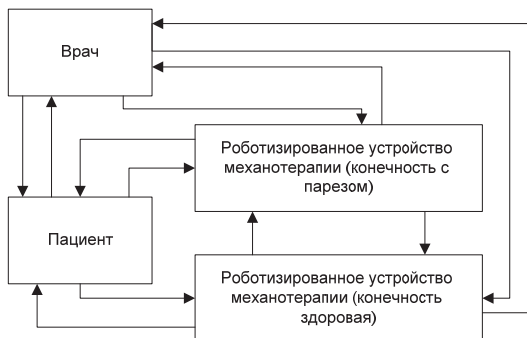 Врач
Роботизированное устройство
механотерапии (конечность с
парезом)
Пациент
Роботизированное устройство
механотерапии (конечность
здоровая)